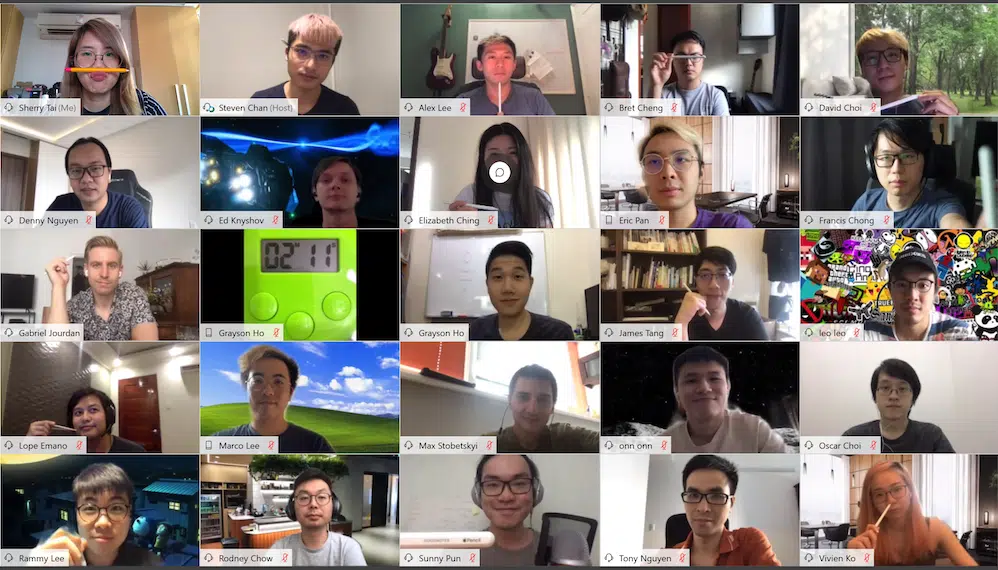 Sherry Tai (Me)
Steven Chan (Host)
Alex Lee
Bret Cheng
David Choi
Denny Nguyen
Ed Knyshov
Elizabeth Ching
Eric Pan
Francis Chong
Gabriel Jourdan
02 11
Grayson Ho
Grayson Ho
James Tang
leo leo
Lope Emano
Marco Lee
Max Stobetskyi
onn onn
Oscar Choi
Rammy Lee
Rodney Chow
Pencil
Sunny Pun
Tony Nguyen
Vivien Ko